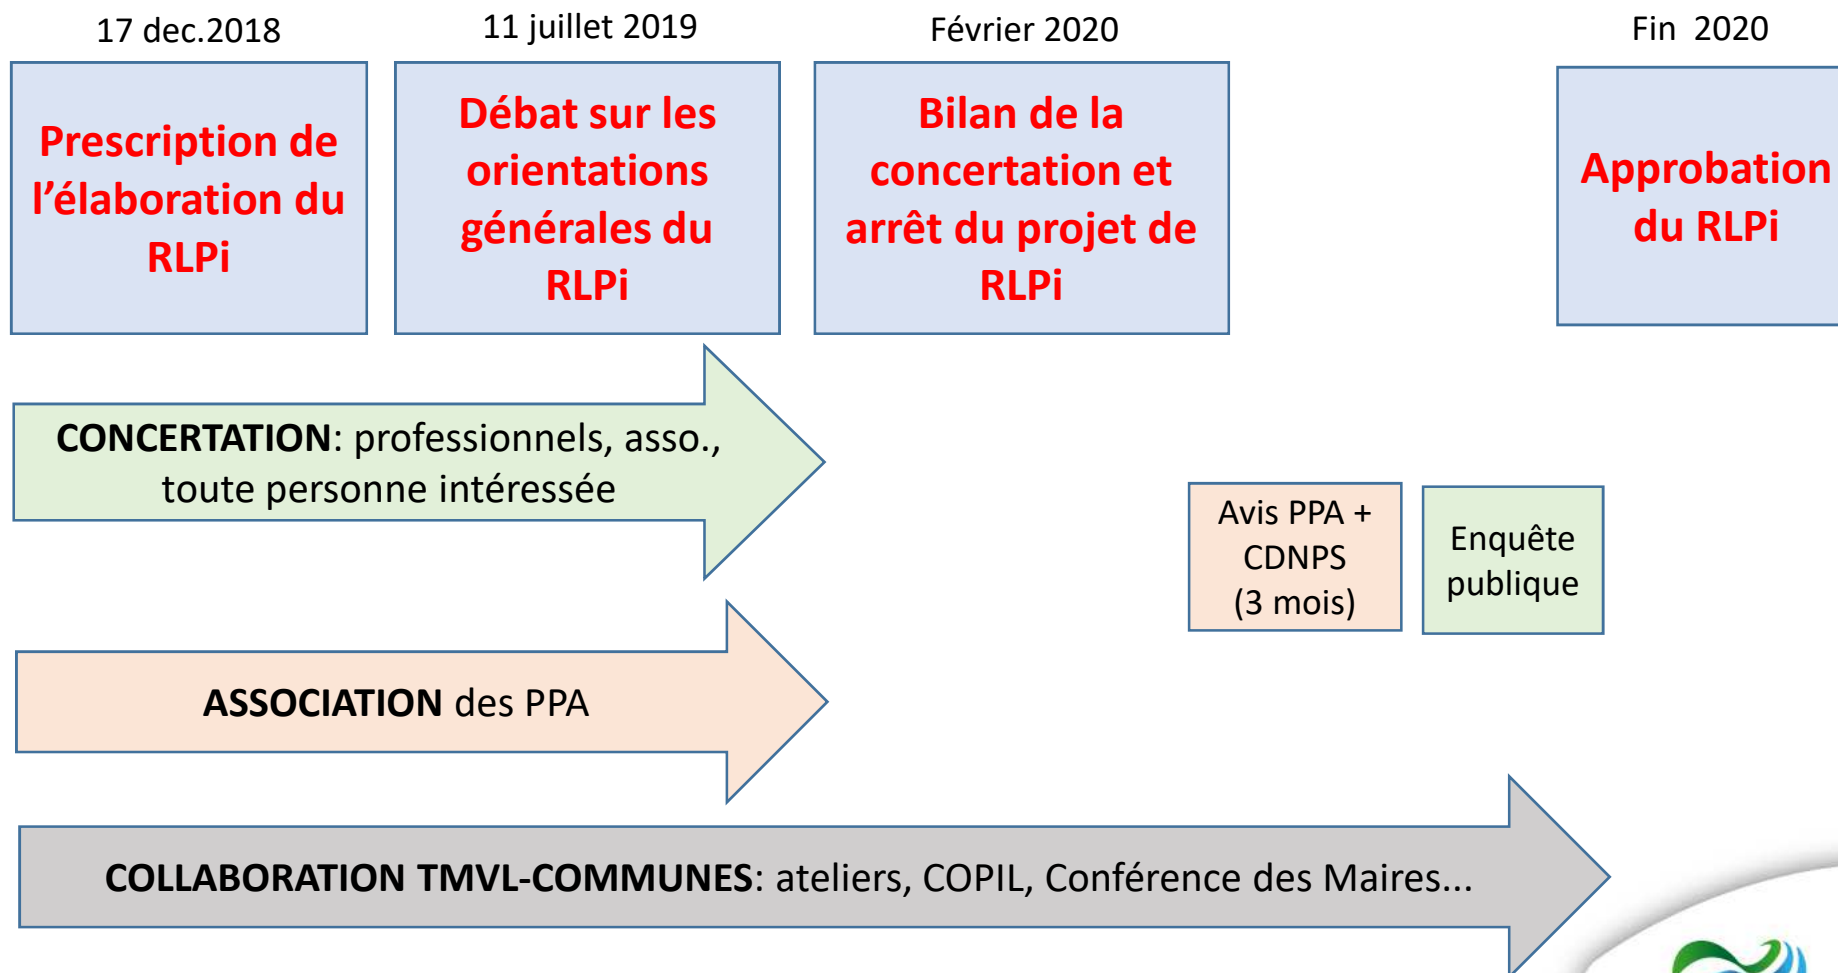 17 dec.2018
11 juillet 2019
Février 2020
Fin  2020
Prescription de
l’élaboration du
RLPi
Débat sur les
orientations
générales du
RLPi
Bilan de la
concertation et
arrêt du projet de
RLPi
Approbation
du RLPi
CONCERTATION: professionnels, asso.,
toute personne intéressée
Avis PPA +
CDNPS
(3 mois)
Enquête
publique
ASSOCIATION des PPA
COLLABORATION TMVL-COMMUNES: ateliers, COPIL, Conférence des Maires...